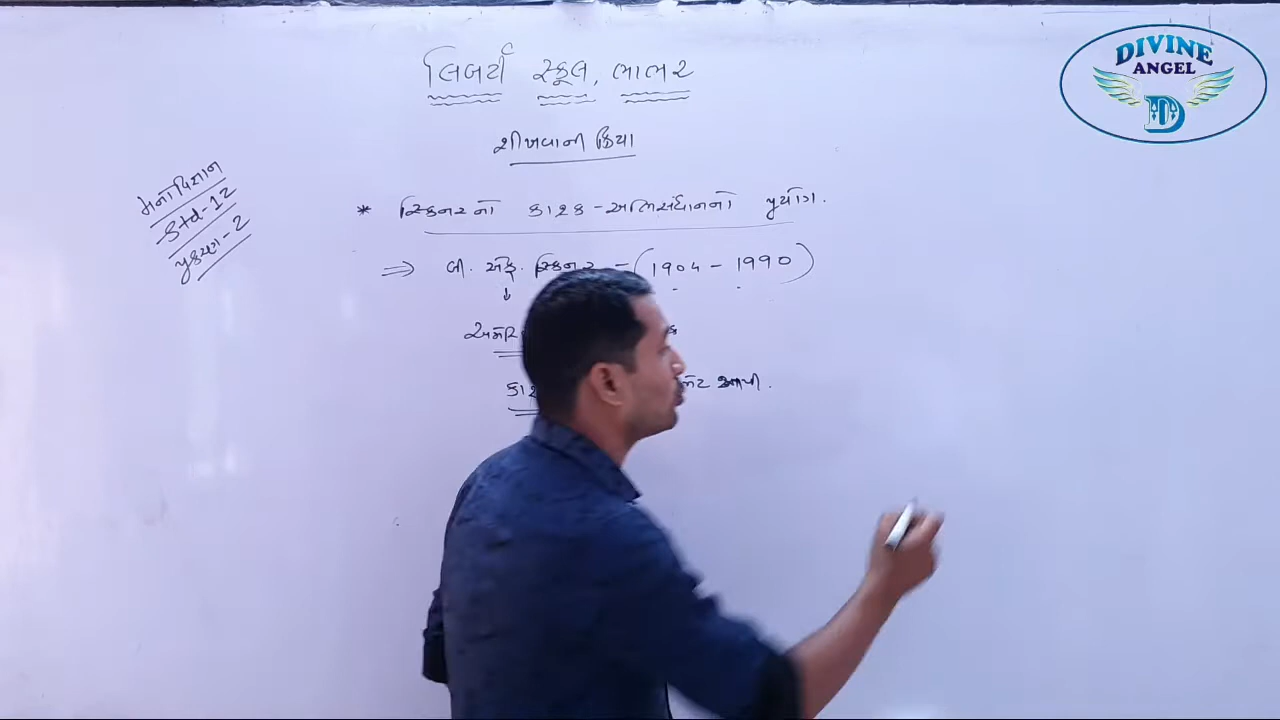 લિબર્ટી સ્કૂલ, લાલર
શીખવાની ક્રિયા
મનોવિજ્ઞાન
Std-12
પ્રકરણ-2
* સ્કિનરનો કારક-અભિસંધાનનો પ્રયોગ.
⇒ બી. એફ. સ્કિનર - (1904 - 1990)
આપી.
DIVINE
ANGEL
D